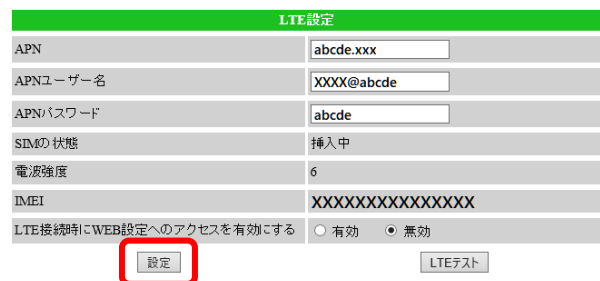 LTE設定
APN abcde.xxx
APNユーザー名 XXXX@abcde
APNパスワード abcde
SIMの状態 挿入中
電波強度 6
IMEI XXXXXXXXXXXXXXX
LTE接続時にWEB設定へのアクセスを有効にする 有効 無効
設定 LTEテスト